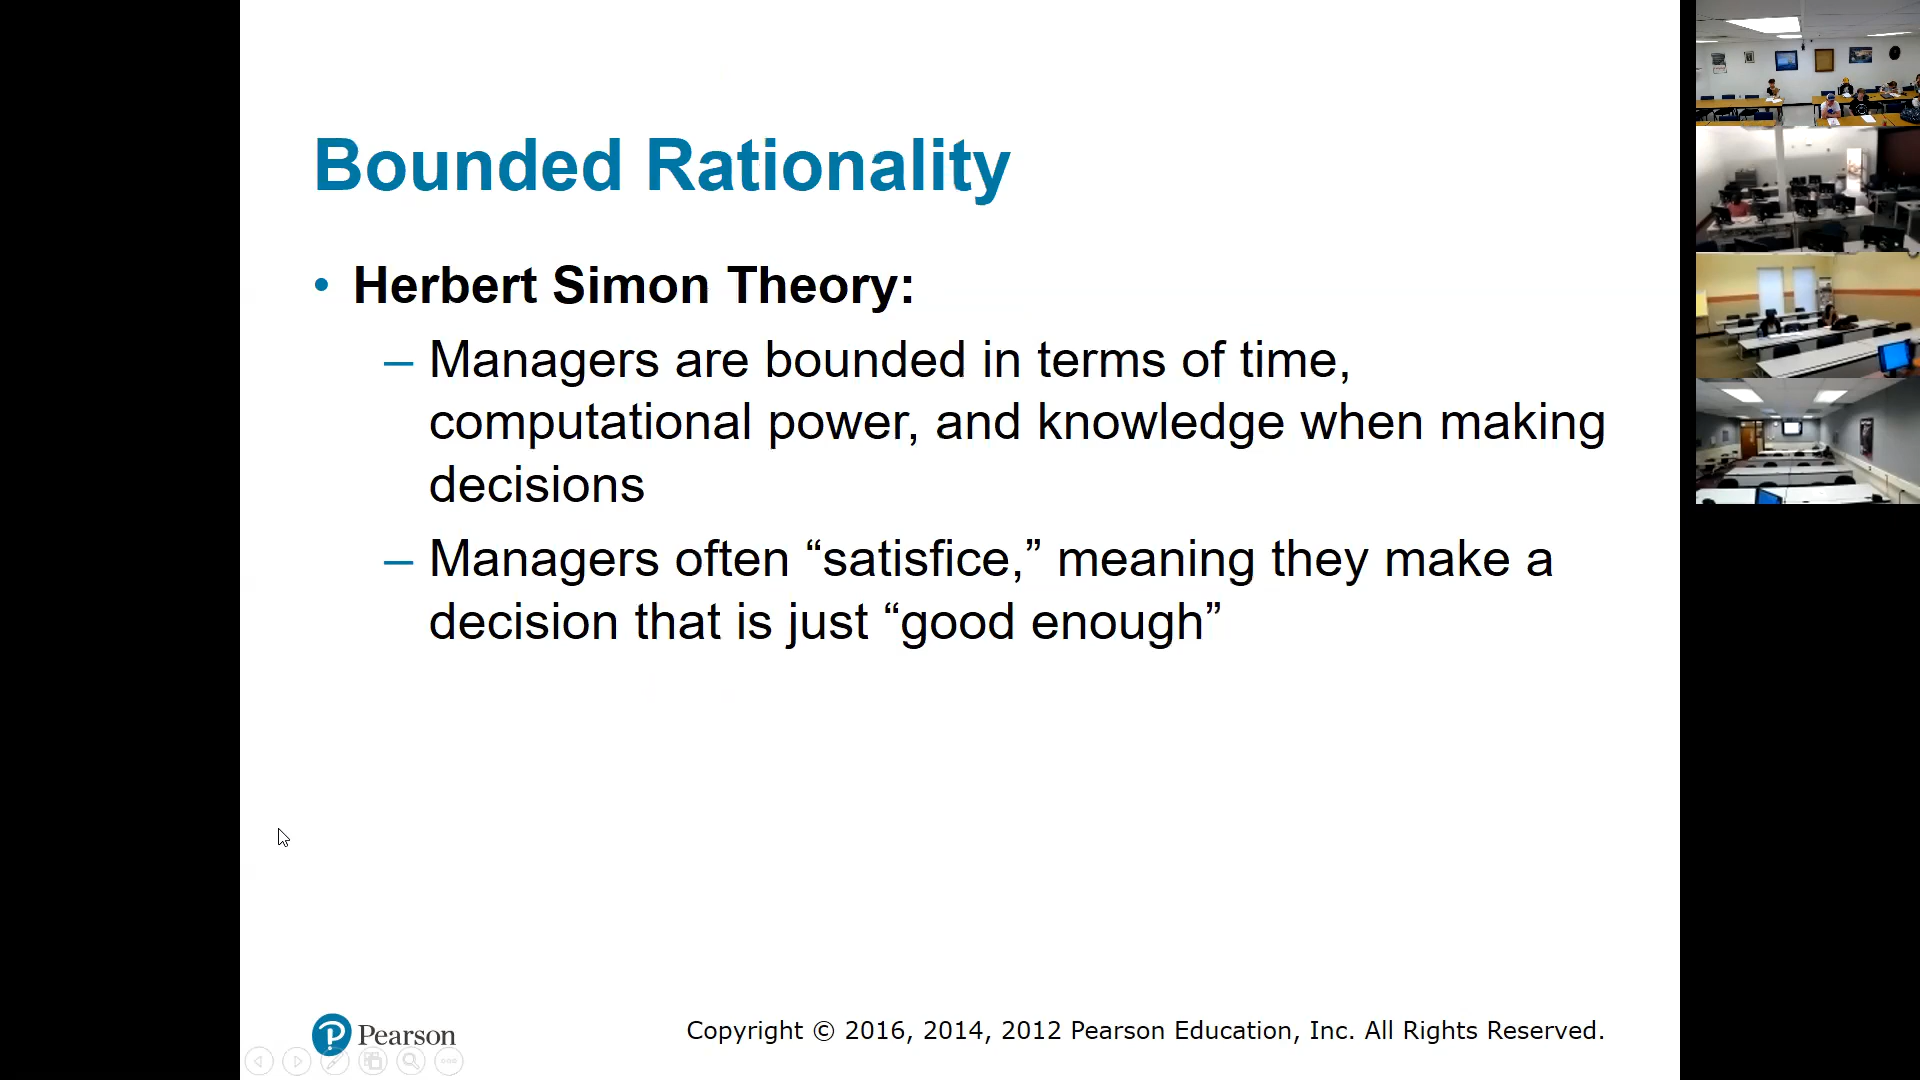 Bounded Rationality
• Herbert Simon Theory:
– Managers are bounded in terms of time,
computational power, and knowledge when making
decisions
– Managers often “satisfice,” meaning they make a
decision that is just “good enough”
Pearson
Copyright © 2016, 2014, 2012 Pearson Education, Inc. All Rights Reserved.